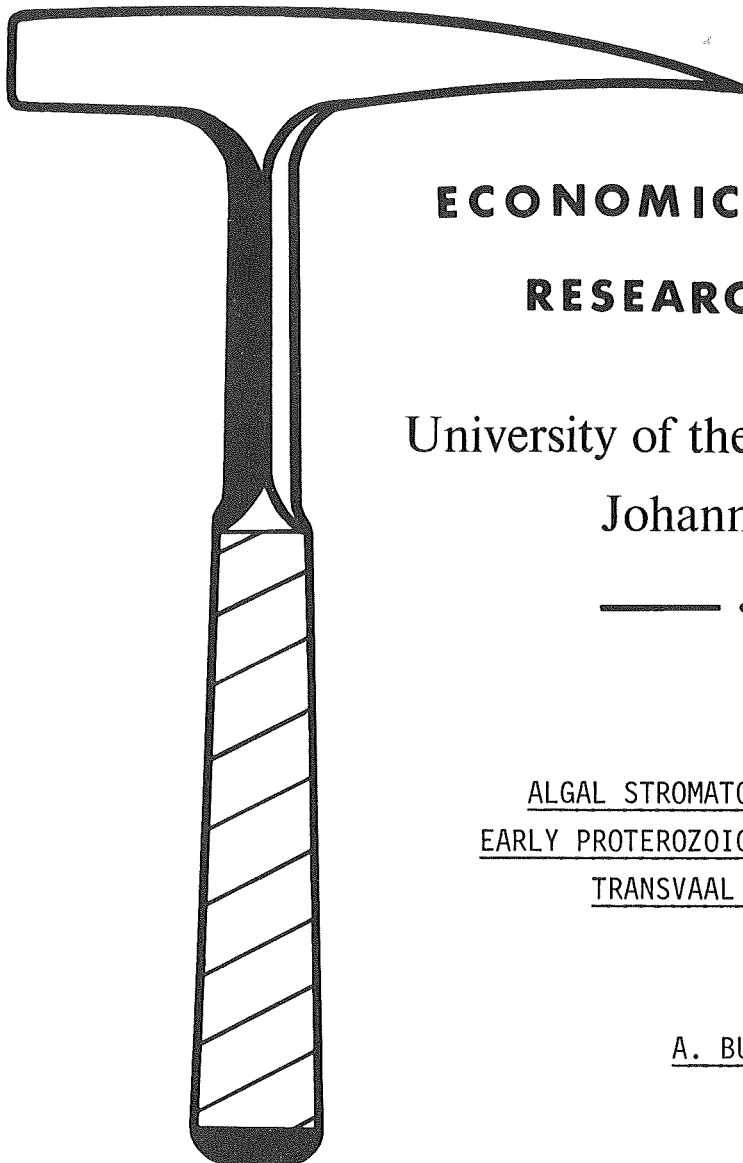 ECONOMIC
RESEARC
University of the
Johann
ALGAL STROMATO
EARLY PROTEROZOIC
TRANSVAAL
A. BU